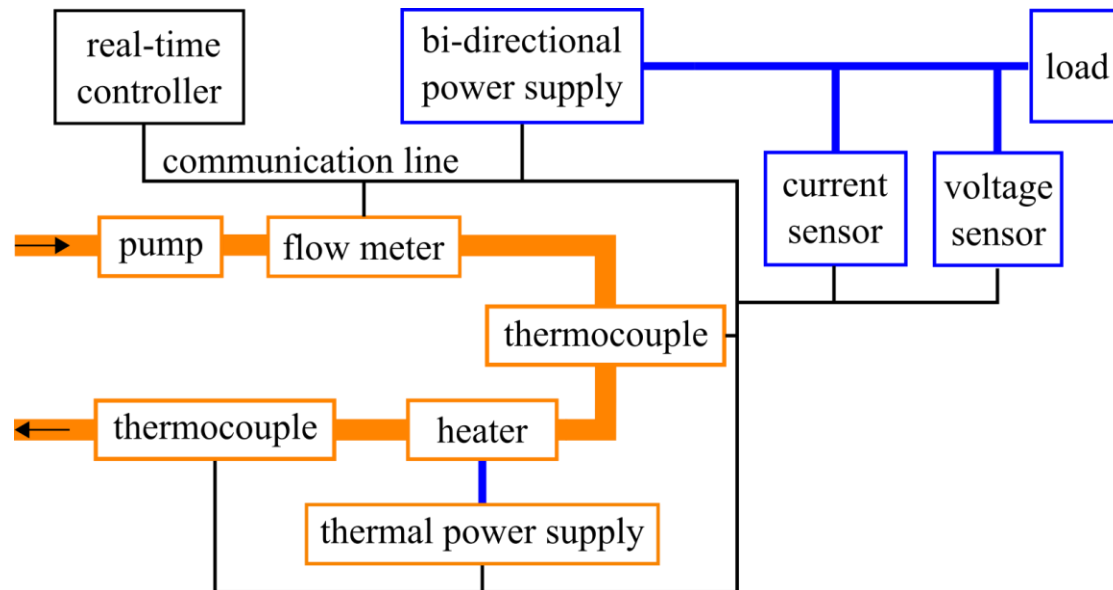 real-time
controller
bi-directional
power supply
load
communication line
current
sensor
voltage
sensor
pump
flow meter
thermocouple
thermocouple
heater
thermal power supply